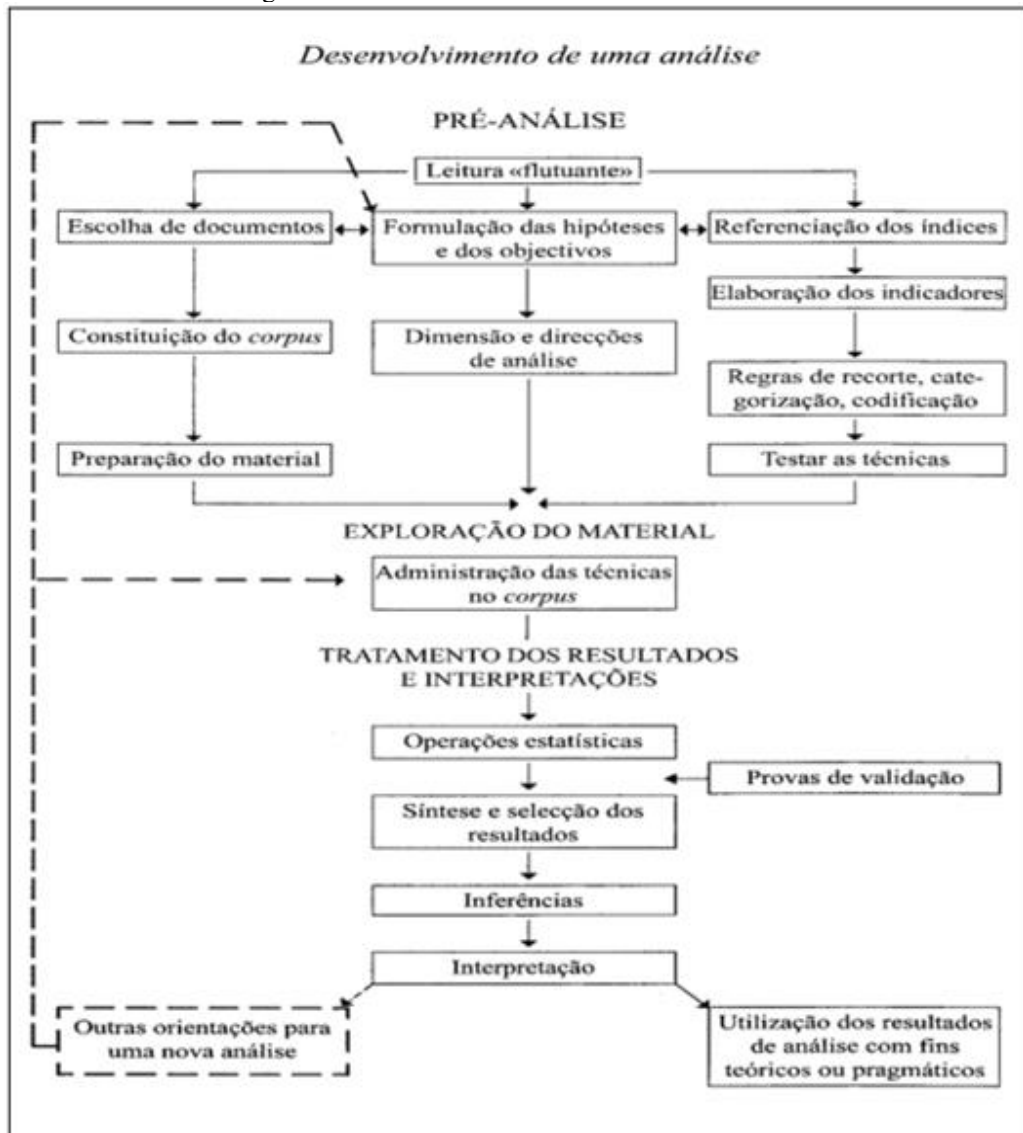 Desenvolvimento de uma análise
PRÉ-ANÁLISE
Leitura «flutuante»
Escolha de documentos
Formulação das hipóteses
e dos objectivos
Referenciação dos índices
Elaboração dos indicadores
Constituição do corpus
Dimensão e direcções
de análise
Regras de recorte, cate-
gorização, codificação
Preparação do material
Testar as técnicas
EXPLORAÇÃO DO MATERIAL
Administração das técnicas
no corpus
TRATAMENTO DOS RESULTADOS
E INTERPRETAÇÕES
Operações estatísticas
Provas de validação
Síntese e selecção dos
resultados
Inferências
Interpretação
Outras orientações para
uma nova análise
Utilização dos resultados
de análise com fins
teóricos ou pragmáticos